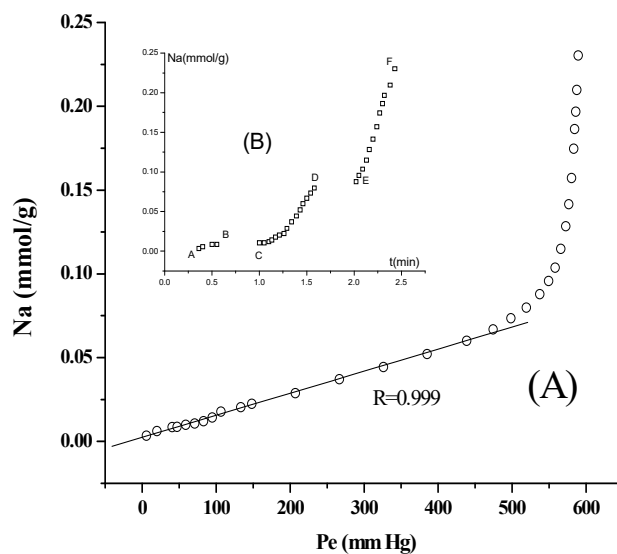 0.25
0.20
0.15
0.10
0.05
0.00
Na (mmol/g)
0 100 200 300 400 500 600
Pe (mm Hg)
R=0.999
(A)
Na(mmol/g)
0.25
0.20
0.15
0.10
0.05
0.00
0.0 0.5 1.0 1.5 2.0 2.5
t(min)
(B)
A
B
C
D
E
F